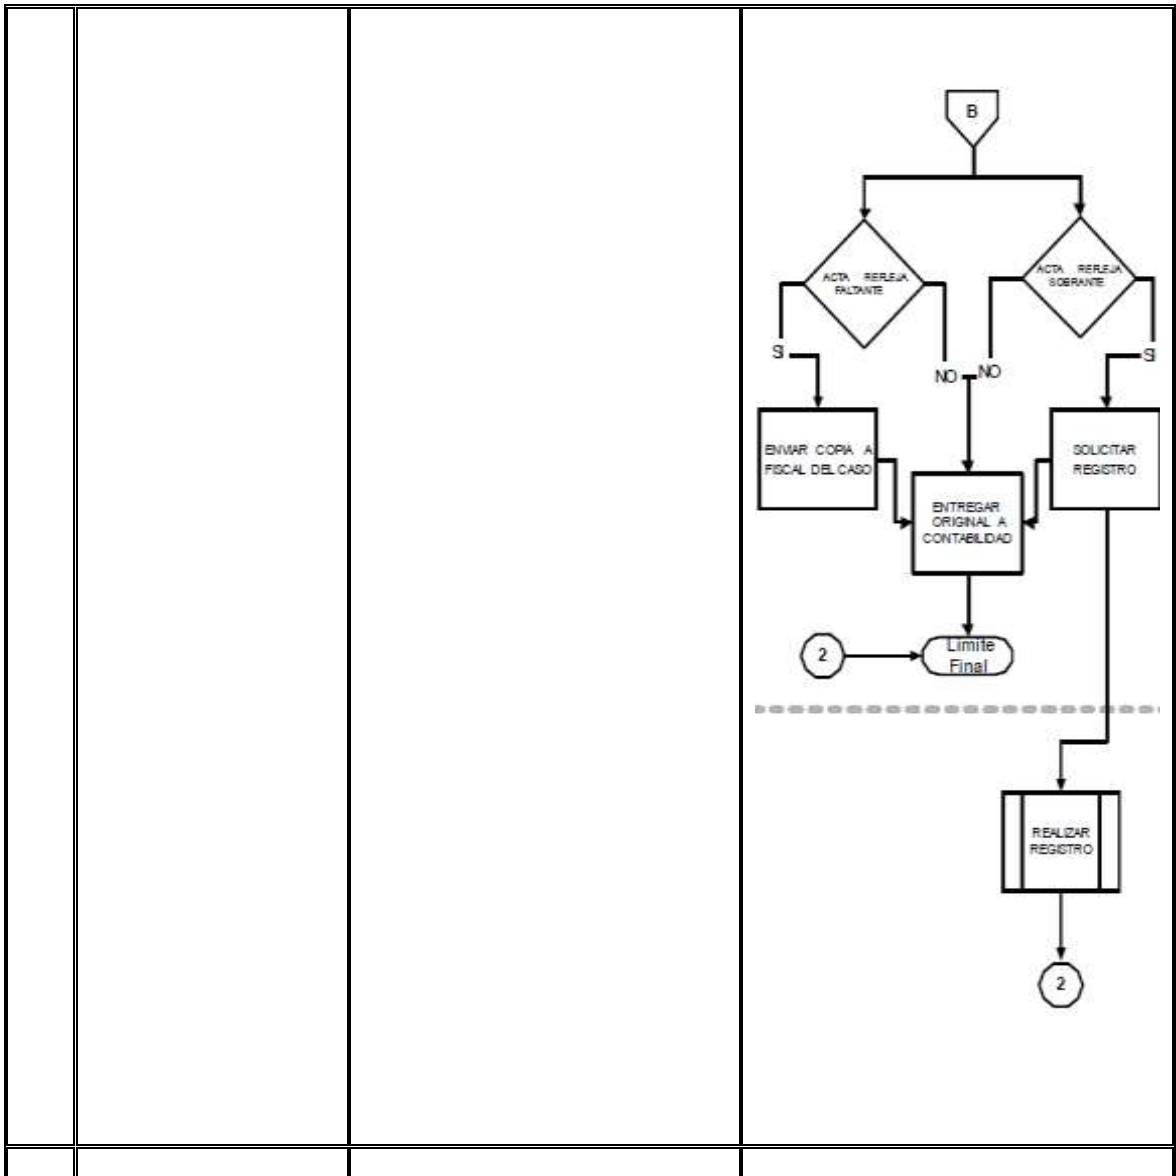 B
ACTA REFLEJA
FALTANTE
ACTA REFLEJA
SOBRANTE
SI
NO
NO
SI
ENVIAR COPIA A
FISCAL DEL CASO
SOLICITAR
REGISTRO
ENTREGAR
ORIGINAL A
CONTABILIDAD
2
Limite
Final
REALIZAR
REGISTRO
2